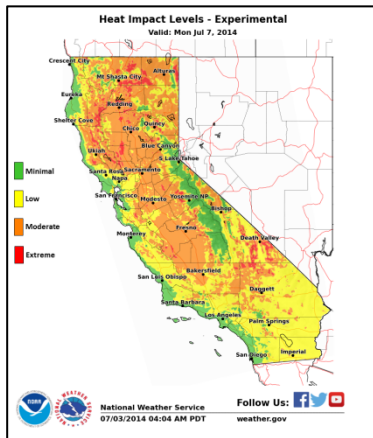 Heat Impact Levels - Experimental
Valid: Mon Jul 7, 2014
Crescent City
Alturas
Mt Shasta City
Eureka
Redding
Shelter Cove
Quincy
Chico
Blue Canyon
Ukiah
S Lake Tahoe
Santa Rosa
Sacramento
Napa
San Francisco
Modesto
Yosemite NP
Bishop
Monterey
Fresno
Death Valley
San Luis Obispo
Bakersfield
Daggett
Santa Barbara
Los Angeles
Palm Springs
San Diego
Imperial
Minimal
Low
Moderate
Extreme
NOAA
National Weather Service
07/03/2014 04:04 AM PDT
Follow Us:
weather.gov